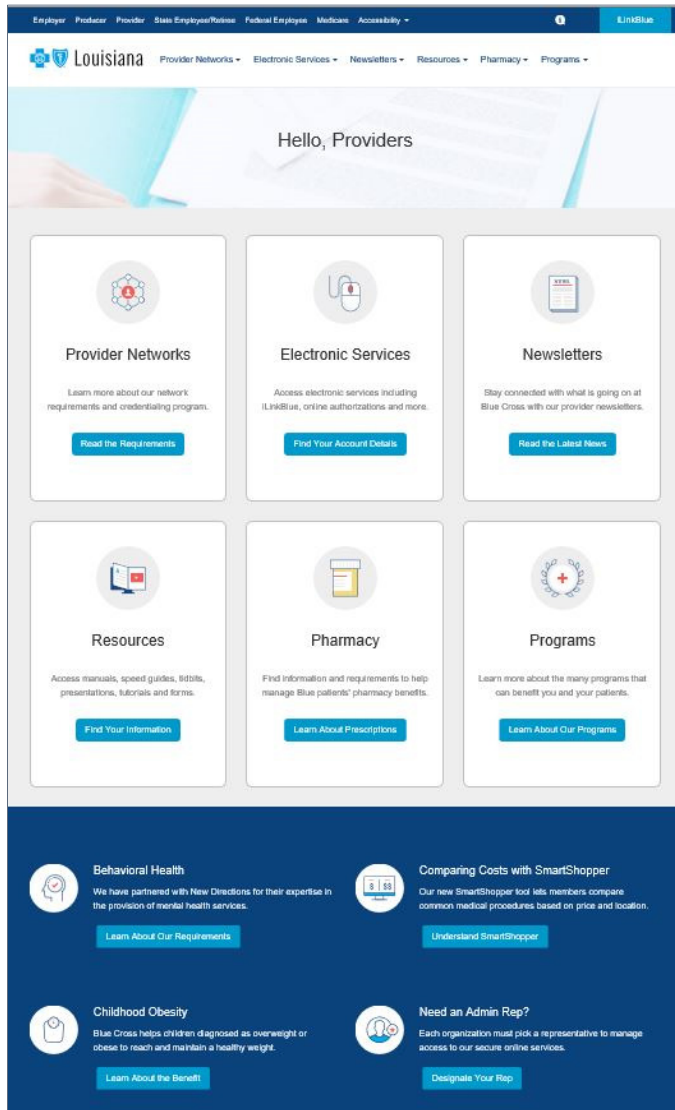 Employer Producer Provider State Employee/Retiree Federal Employee Medicare Accessibility iLinkBlue
Louisiana Provider Networks Electronic Services Newsletters Resources Pharmacy Programs
Hello, Providers
Provider Networks
Learn more about our network
requirements and credentialing program.
Read the Requirements
Electronic Services
Access electronic services including
iLinkBlue, online authorizations and more.
Find Your Account Details
NEWS
Newsletters
Stay connected with what is going on at
Blue Cross with our provider newsletters.
Read the Latest News
Resources
Access manuals, speed guides, tidbits,
presentations, tutorials and forms.
Find Your Information
Pharmacy
Find information and requirements to help
manage Blue patients' pharmacy benefits.
Learn About Prescriptions
Programs
Learn more about the many programs that
can benefit you and your patients.
Learn About Our Programs
Behavioral Health
We have partnered with New Directions for their expertise in
the provision of mental health services.
Learn About Our Requirements
$ $$
Comparing Costs with SmartShopper
Our new SmartShopper tool lets members compare
common medical procedures based on price and location.
Understand SmartShopper
Childhood Obesity
Blue Cross helps children diagnosed as overweight or
obese to reach and maintain a healthy weight.
Learn About the Benefit
Need an Admin Rep?
Each organization must pick a representative to manage
access to our secure online services.
Designate Your Rep